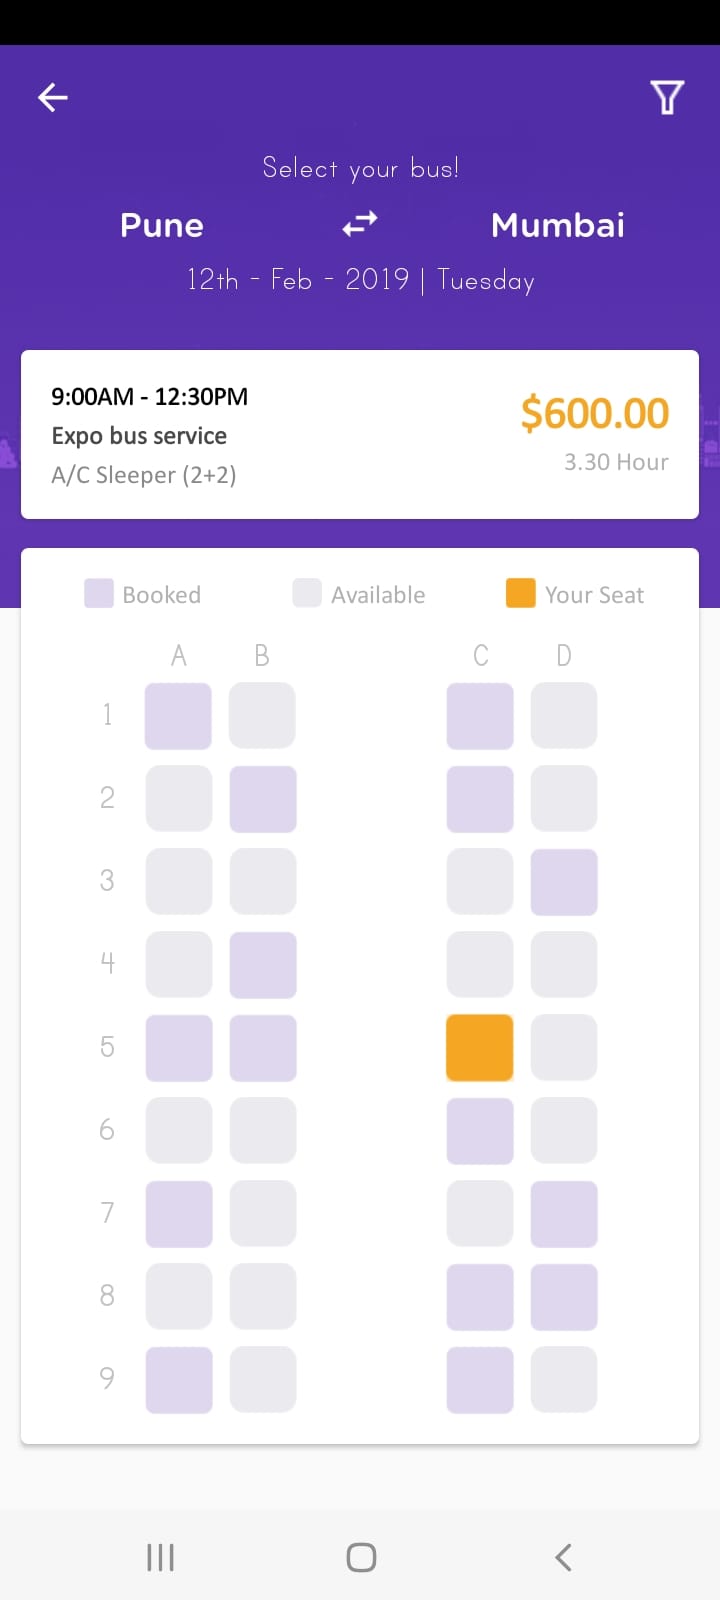 Select your bus!
Pune Mumbai
12th - Feb - 2019 | Tuesday
9:00AM - 12:30PM
$600.00
Expo bus service
3.30 Hour
A/C Sleeper (2+2)
Booked Available Your Seat
A B C D
1
2
3
4
5
6
7
8
9